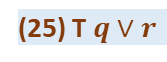 (25) T q ∨ r